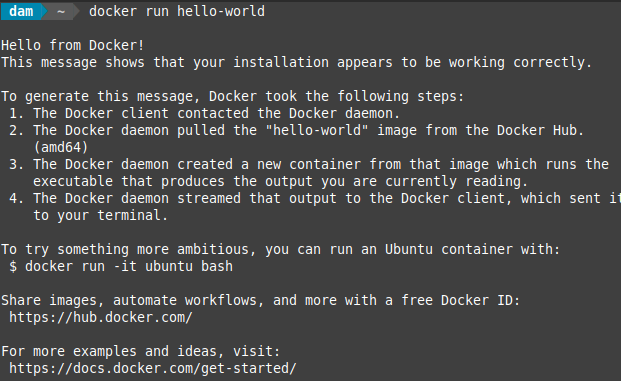 dam ~ docker run hello-world
Hello from Docker!
This message shows that your installation appears to be working correctly.
To generate this message, Docker took the following steps:
1. The Docker client contacted the Docker daemon.
2. The Docker daemon pulled the "hello-world" image from the Docker Hub.
(amd64)
3. The Docker daemon created a new container from that image which runs the
executable that produces the output you are currently reading.
4. The Docker daemon streamed that output to the Docker client, which sent it
to your terminal.
To try something more ambitious, you can run an Ubuntu container with:
$ docker run -it ubuntu bash
Share images, automate workflows, and more with a free Docker ID:
https://hub.docker.com/
For more examples and ideas, visit:
https://docs.docker.com/get-started/